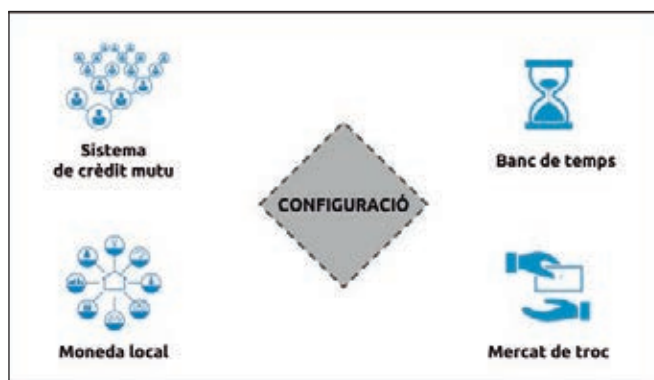 Sistema
de crèdit mutu
Banc de temps
CONFIGURACIÓ
Moneda local
Mercat de troc